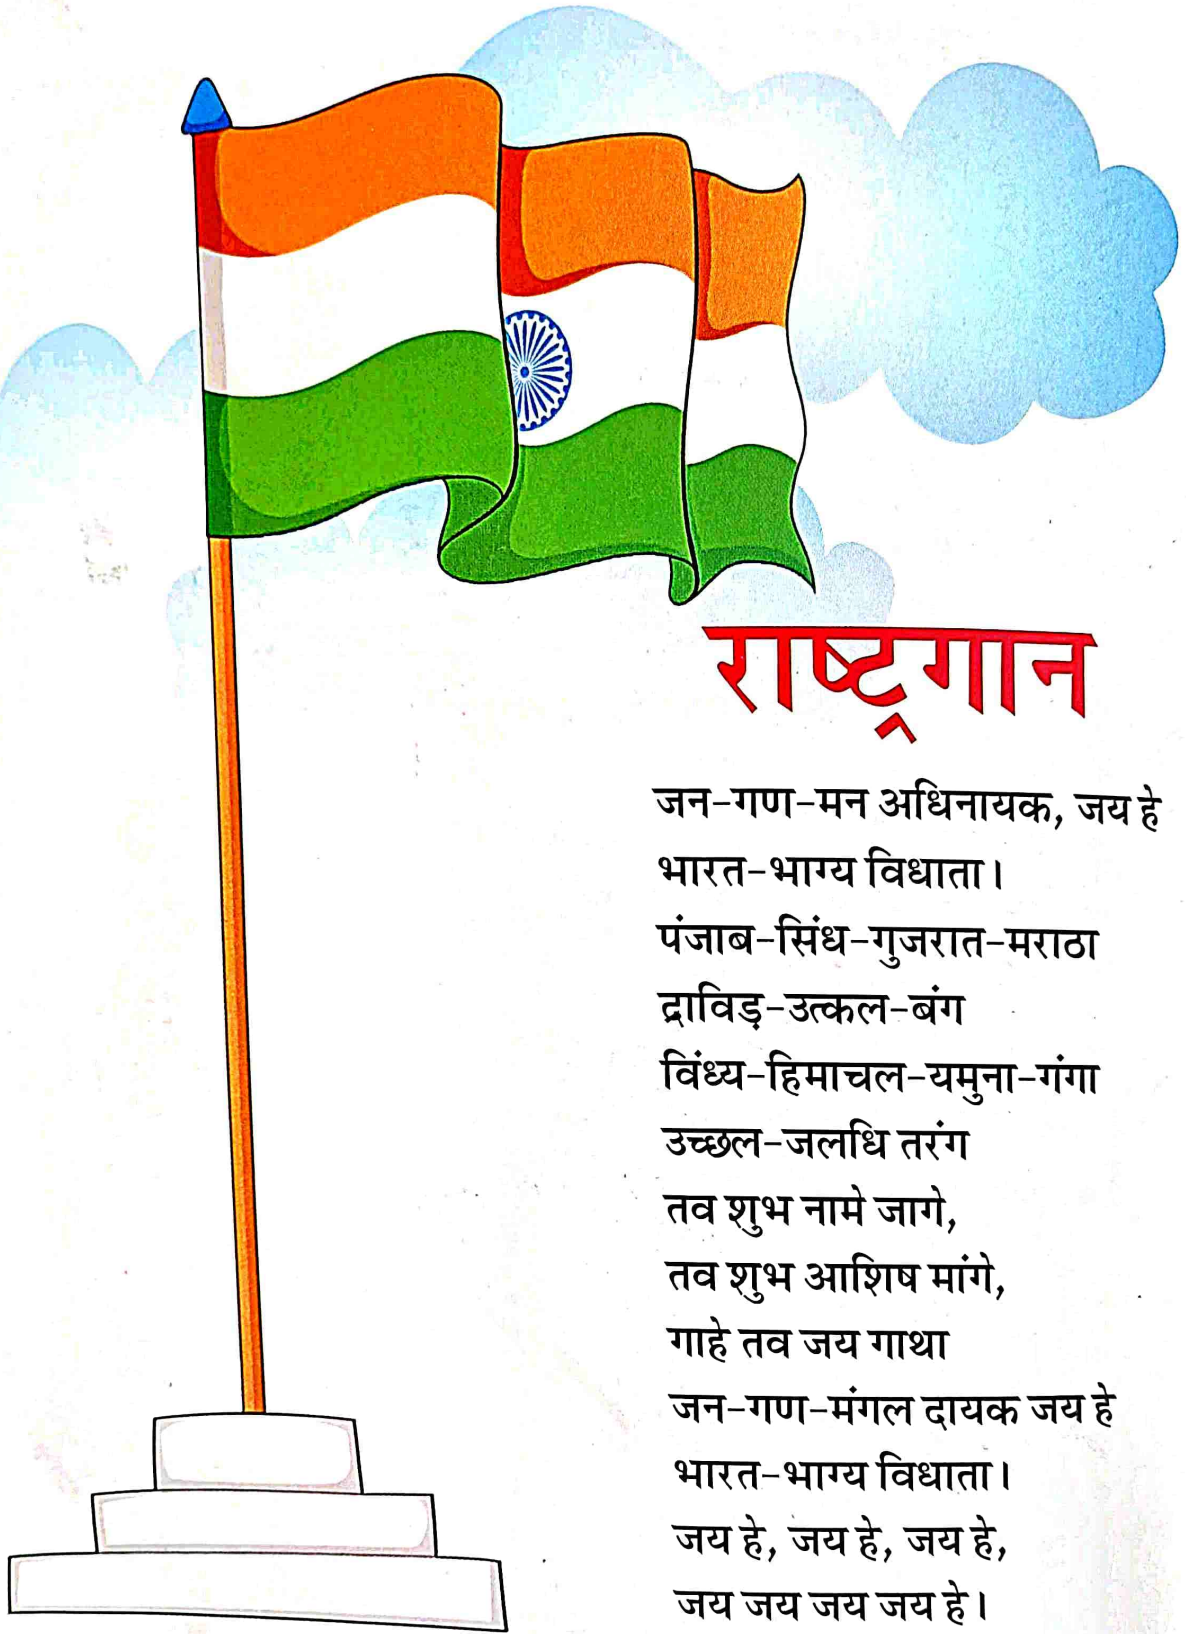 राष्ट्रगान
जन-गण-मन अधिनायक, जय हे
भारत-भाग्य विधाता।
पंजाब-सिंध-गुजरात-मराठा
द्राविड़-उत्कल-बंग
विंध्य-हिमाचल-यमुना-गंगा
उच्छल-जलधि तरंग
तव शुभ नामे जागे,
तव शुभ आशिष मांगे,
गाहे तव जय गाथा
जन-गण-मंगल दायक जय हे
भारत-भाग्य विधाता।
जय हे, जय हे, जय हे,
जय जय जय जय हे।